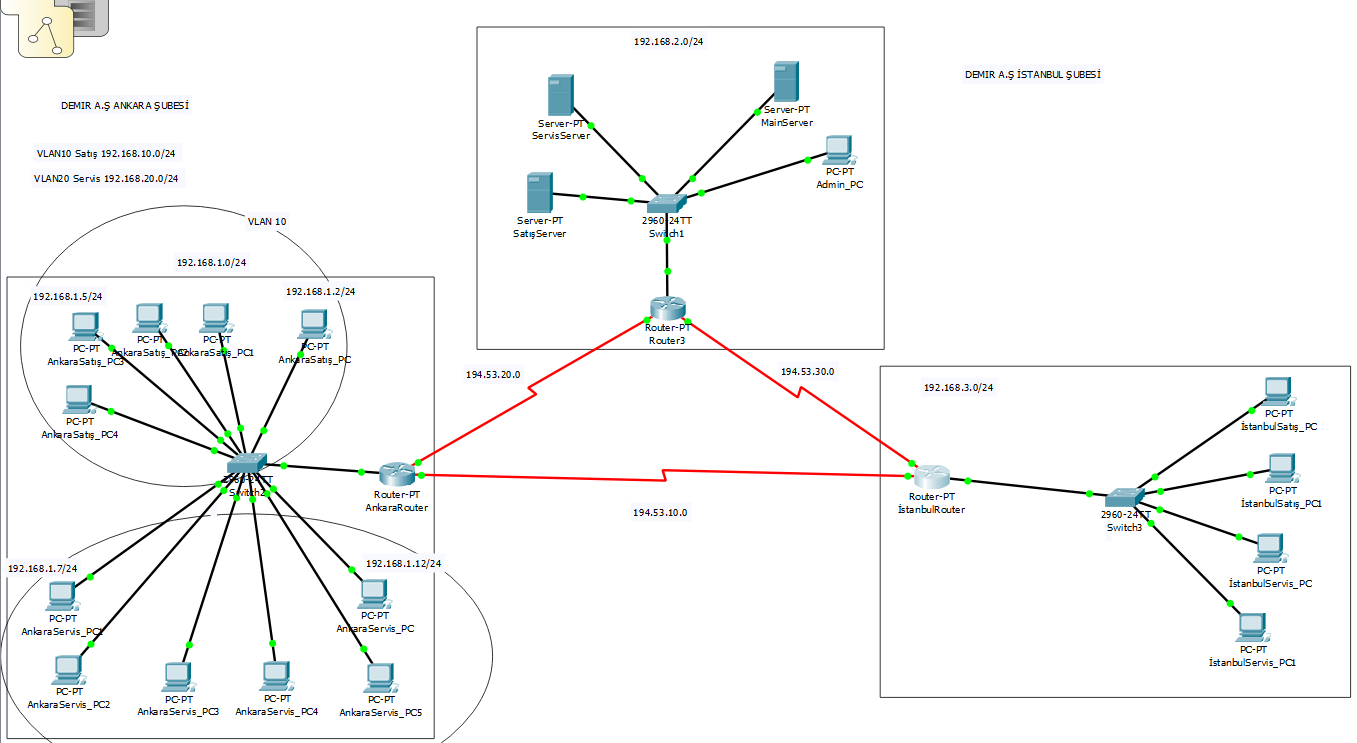 DEMIR A.Ş ANKARA ŞUBESİ
VLAN10 Satış 192.168.10.0/24
VLAN20 Servis 192.168.20.0/24
VLAN 10
192.168.1.0/24
192.168.1.5/24
192.168.1.2/24
PC-PT
AnkaraSatış_PC3
PC-PT
AnkaraSatış_PC2
PC-PT
AnkaraSatış_PC1
PC-PT
AnkaraSatış_PC
PC-PT
AnkaraSatış_PC4
2960-24TT
Switch2
Router-PT
AnkaraRouter
192.168.1.7/24
192.168.1.12/24
PC-PT
AnkaraServis_PC1
PC-PT
AnkaraServis_PC
PC-PT
AnkaraServis_PC2
PC-PT
AnkaraServis_PC3
PC-PT
AnkaraServis_PC4
PC-PT
AnkaraServis_PC5
192.168.2.0/24
Server-PT
ServisServer
Server-PT
MainServer
PC-PT
Admin_PC
Server-PT
SatışServer
2960-24TT
Switch1
Router-PT
Router3
194.53.20.0
194.53.30.0
194.53.10.0
DEMIR A.Ş İSTANBUL ŞUBESİ
192.168.3.0/24
Router-PT
İstanbulRouter
2960-24TT
Switch3
PC-PT
İstanbulSatış_PC
PC-PT
İstanbulSatış_PC1
PC-PT
İstanbulServis_PC
PC-PT
İstanbulServis_PC1